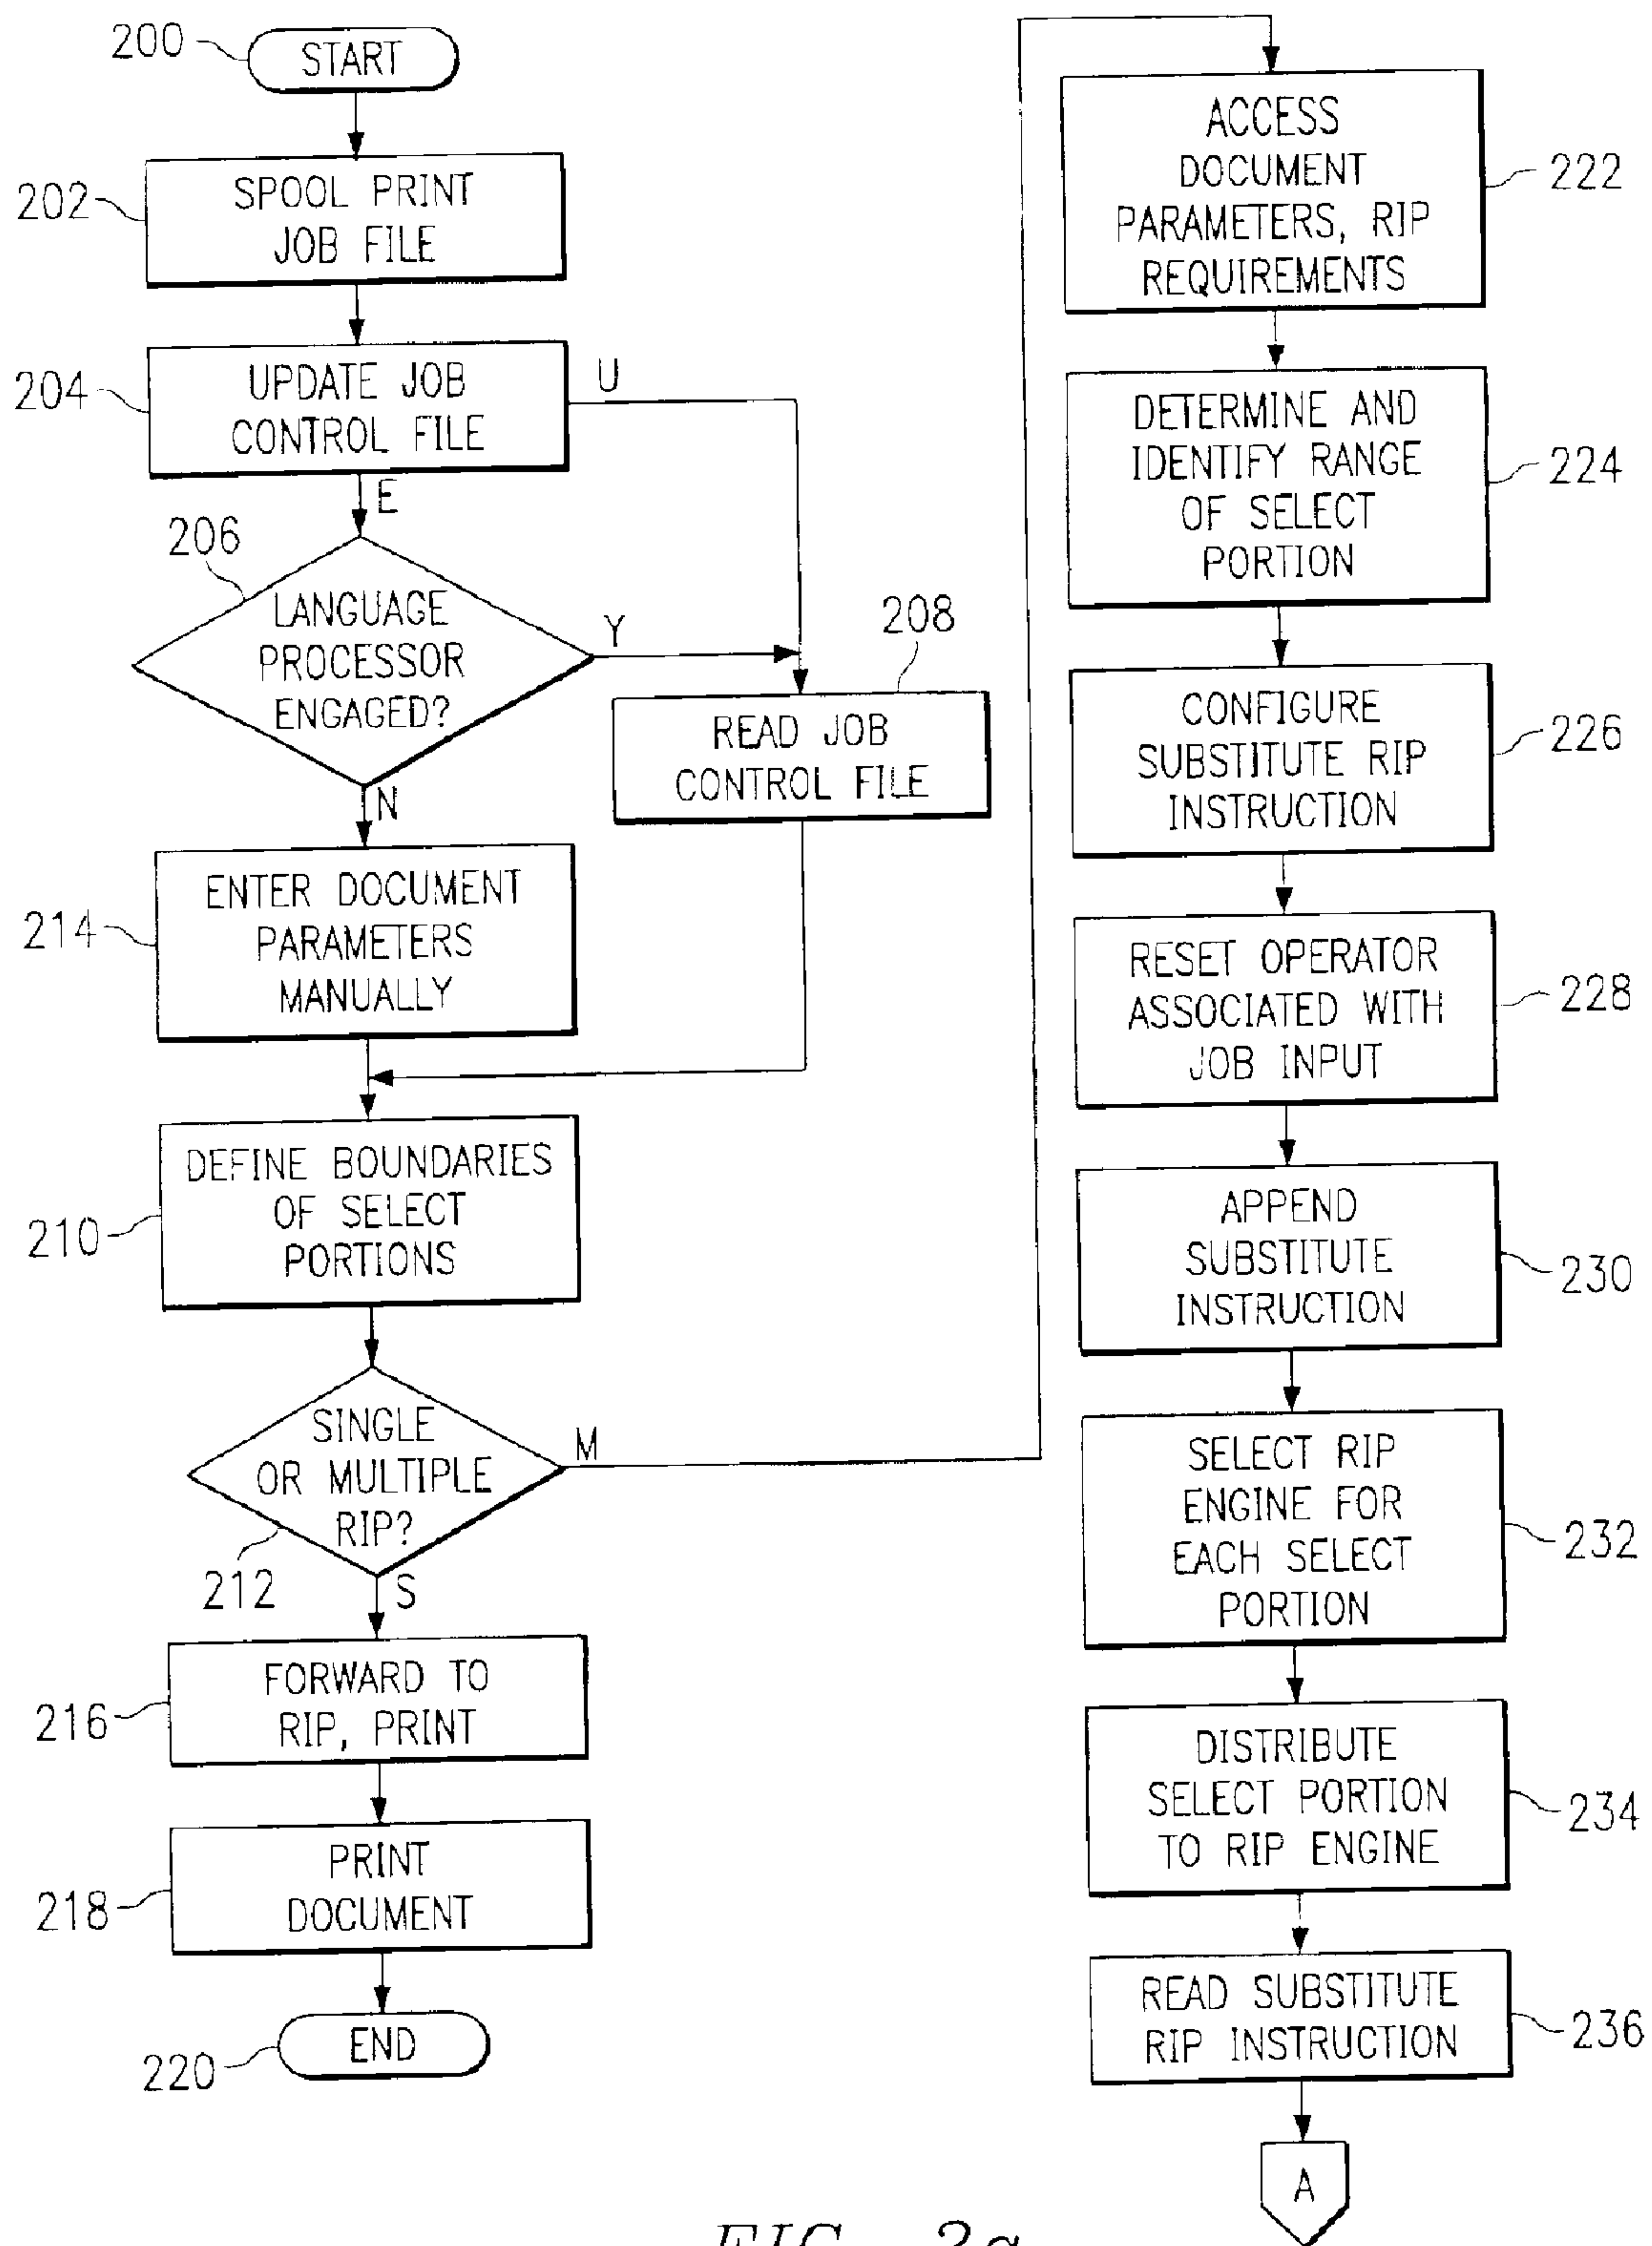 200
START
202
SPOOL PRINT
JOB FILE
204
UPDATE JOB
CONTROL FILE
U
E
206
LANGUAGE
PROCESSOR
ENGAGED?
Y
N
208
READ JOB
CONTROL FILE
214
ENTER DOCUMENT
PARAMETERS
MANUALLY
210
DEFINE BOUNDARIES
OF SELECT
PORTIONS
SINGLE
OR MULTIPLE
RIP?
M
212
S
216
FORWARD TO
RIP, PRINT
218
PRINT
DOCUMENT
220
END
ACCESS
DOCUMENT
PARAMETERS, RIP
REQUIREMENTS
222
DETERMINE AND
IDENTIFY RANGE
OF SELECT
PORTION
224
CONFIGURE
SUBSTITUTE RIP
INSTRUCTION
226
RESET OPERATOR
ASSOCIATED WITH
JOB INPUT
228
APPEND
SUBSTITUTE
INSTRUCTION
230
SELECT RIP
ENGINE FOR
EACH SELECT
PORTION
232
DISTRIBUTE
SELECT PORTION
TO RIP ENGINE
234
READ SUBSTITUTE
RIP INSTRUCTION
236
A